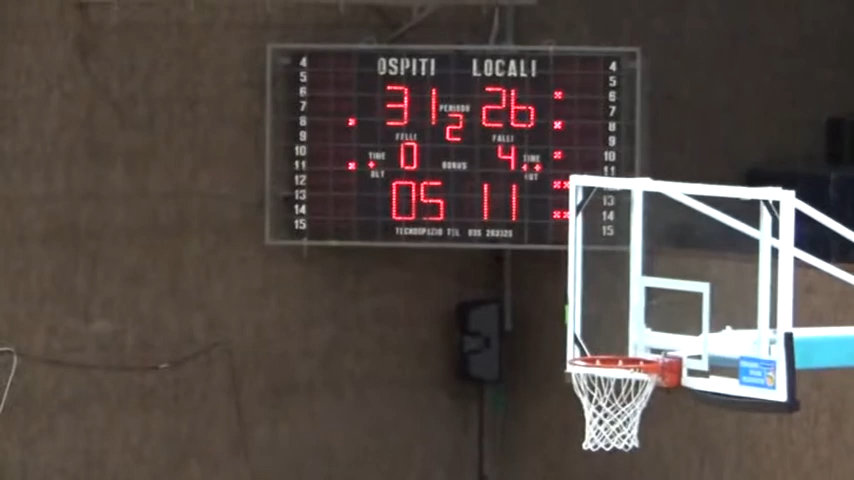 OSPITI LOCALI
4 4
5 5
31 PERIODO 26
6 6
7 7
2
8 8
9 FALLI FALLI 9
0 BONUS 4
10 TIME TIME 10
11 OUT OUT 11
12
05 11
13 13
14 14
15 15
TECNOSPAZIO TEL